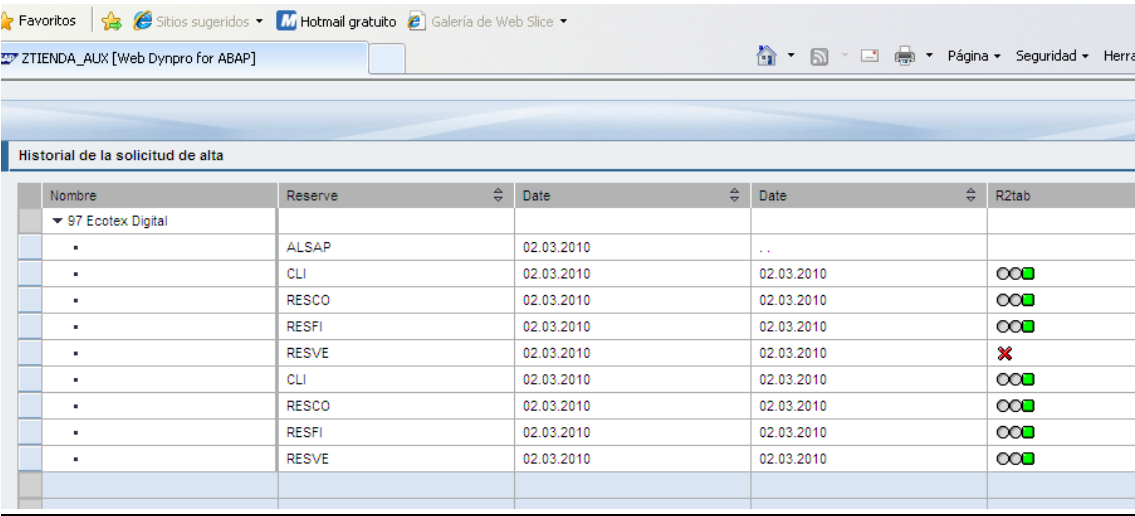 Favoritos Sitios sugeridos Hotmail gratuito Galería de Web Slice
ZTIENDA_AUX [Web Dynpro for ABAP] Página Seguridad Herra
Historial de la solicitud de alta
Nombre Reserve Date Date R2tab
97 Ecotex Digital
ALSAP 02.03.2010 . .
CLI 02.03.2010 02.03.2010
RESCO 02.03.2010 02.03.2010
RESFI 02.03.2010 02.03.2010
RESVE 02.03.2010 02.03.2010
CLI 02.03.2010 02.03.2010
RESCO 02.03.2010 02.03.2010
RESFI 02.03.2010 02.03.2010
RESVE 02.03.2010 02.03.2010